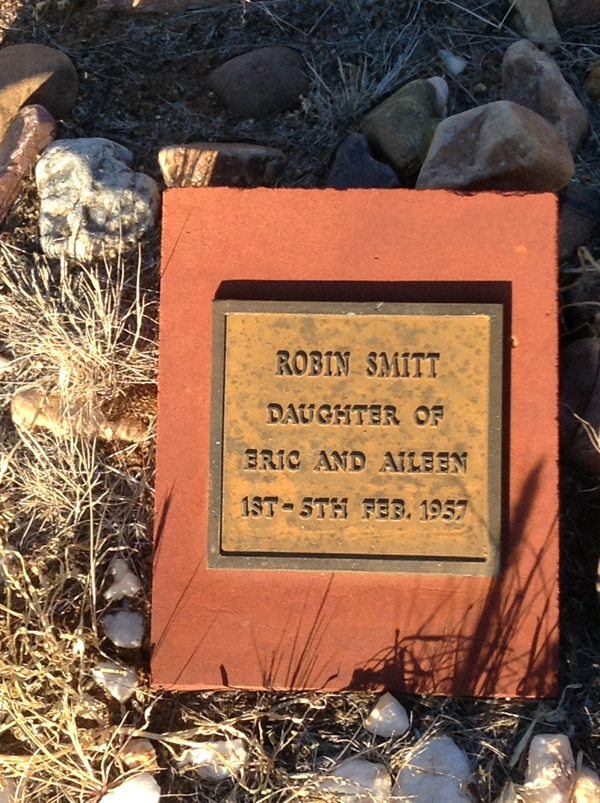 ROBIN SMITT
DAUGHTER OF
ERIC AND AILEEN
1ST - 5TH FEB. 1957